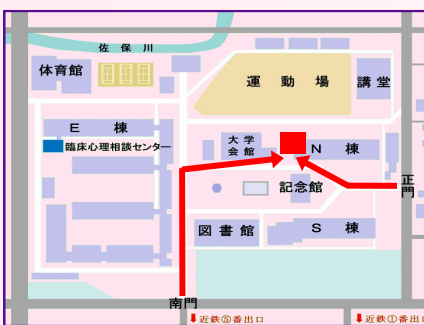 佐保川
体育館
運動場
講堂
E棟
臨床心理相談センター
大学
会館
N棟
記念館
正門
図書館
S棟
南門
近鉄⑤番出口
近鉄①番出口